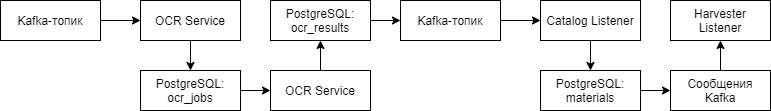 Kafka-топик
OCR Service
PostgreSQL:
ocr_jobs
OCR Service
PostgreSQL:
ocr_results
Kafka-топик
Catalog Listener
PostgreSQL:
materials
Сообщения
Kafka
Harvester
Listener